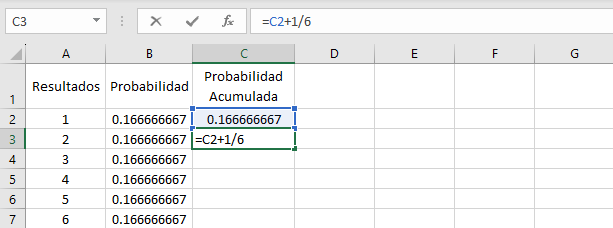 C3 =C2+1/6
A B C D E F G
1 Resultados Probabilidad Probabilidad
Acumulada
2 1 0.166666667 0.166666667
3 2 0.166666667 =C2+1/6
4 3 0.166666667
5 4 0.166666667
6 5 0.166666667
7 6 0.166666667